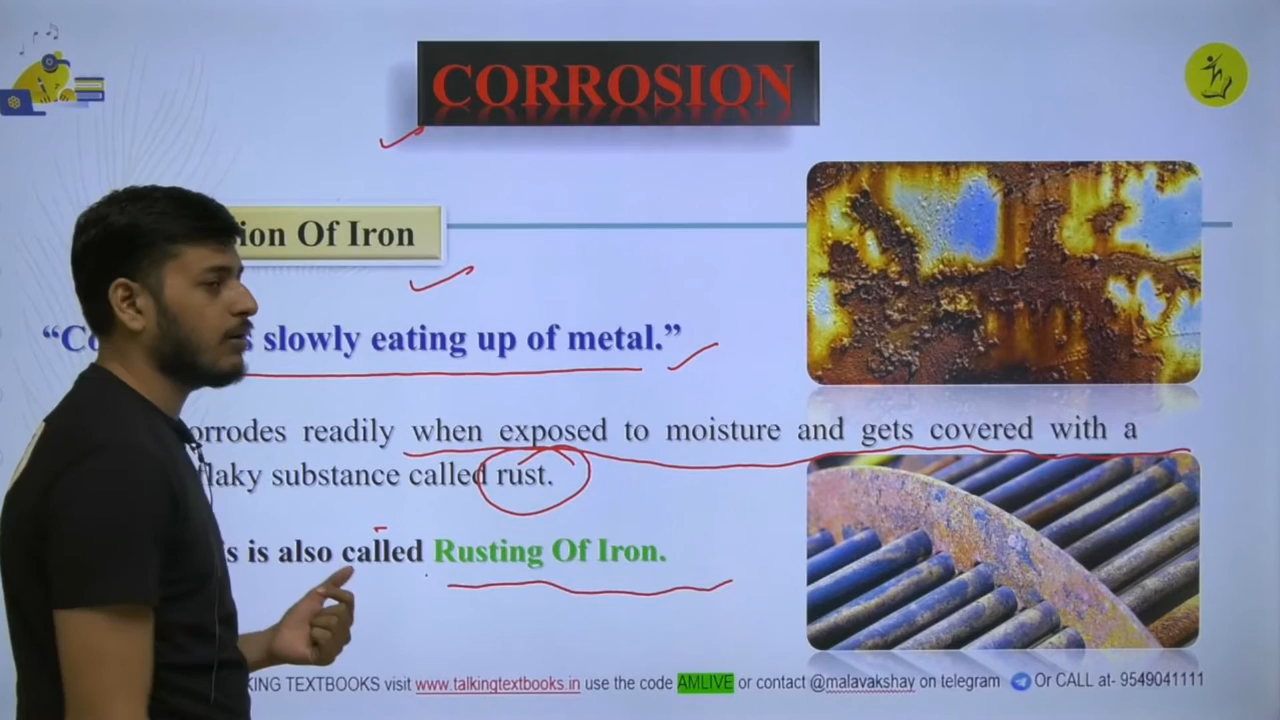 CORROSION
ion Of Iron
“Co s slowly eating up of metal.”
orrodes readily when exposed to moisture and gets covered with a
flaky substance called rust.
s is also called Rusting Of Iron.
KING TEXTBOOKS visit www.talkingtextbooks.in use the code AMLIVE or contact @malavakshay on telegram Or CALL at- 9549041111